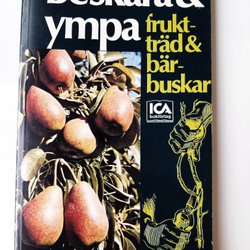 Beskära &
ympa
frukt-
träd &
bär-
buskar
ICA
bokförlag